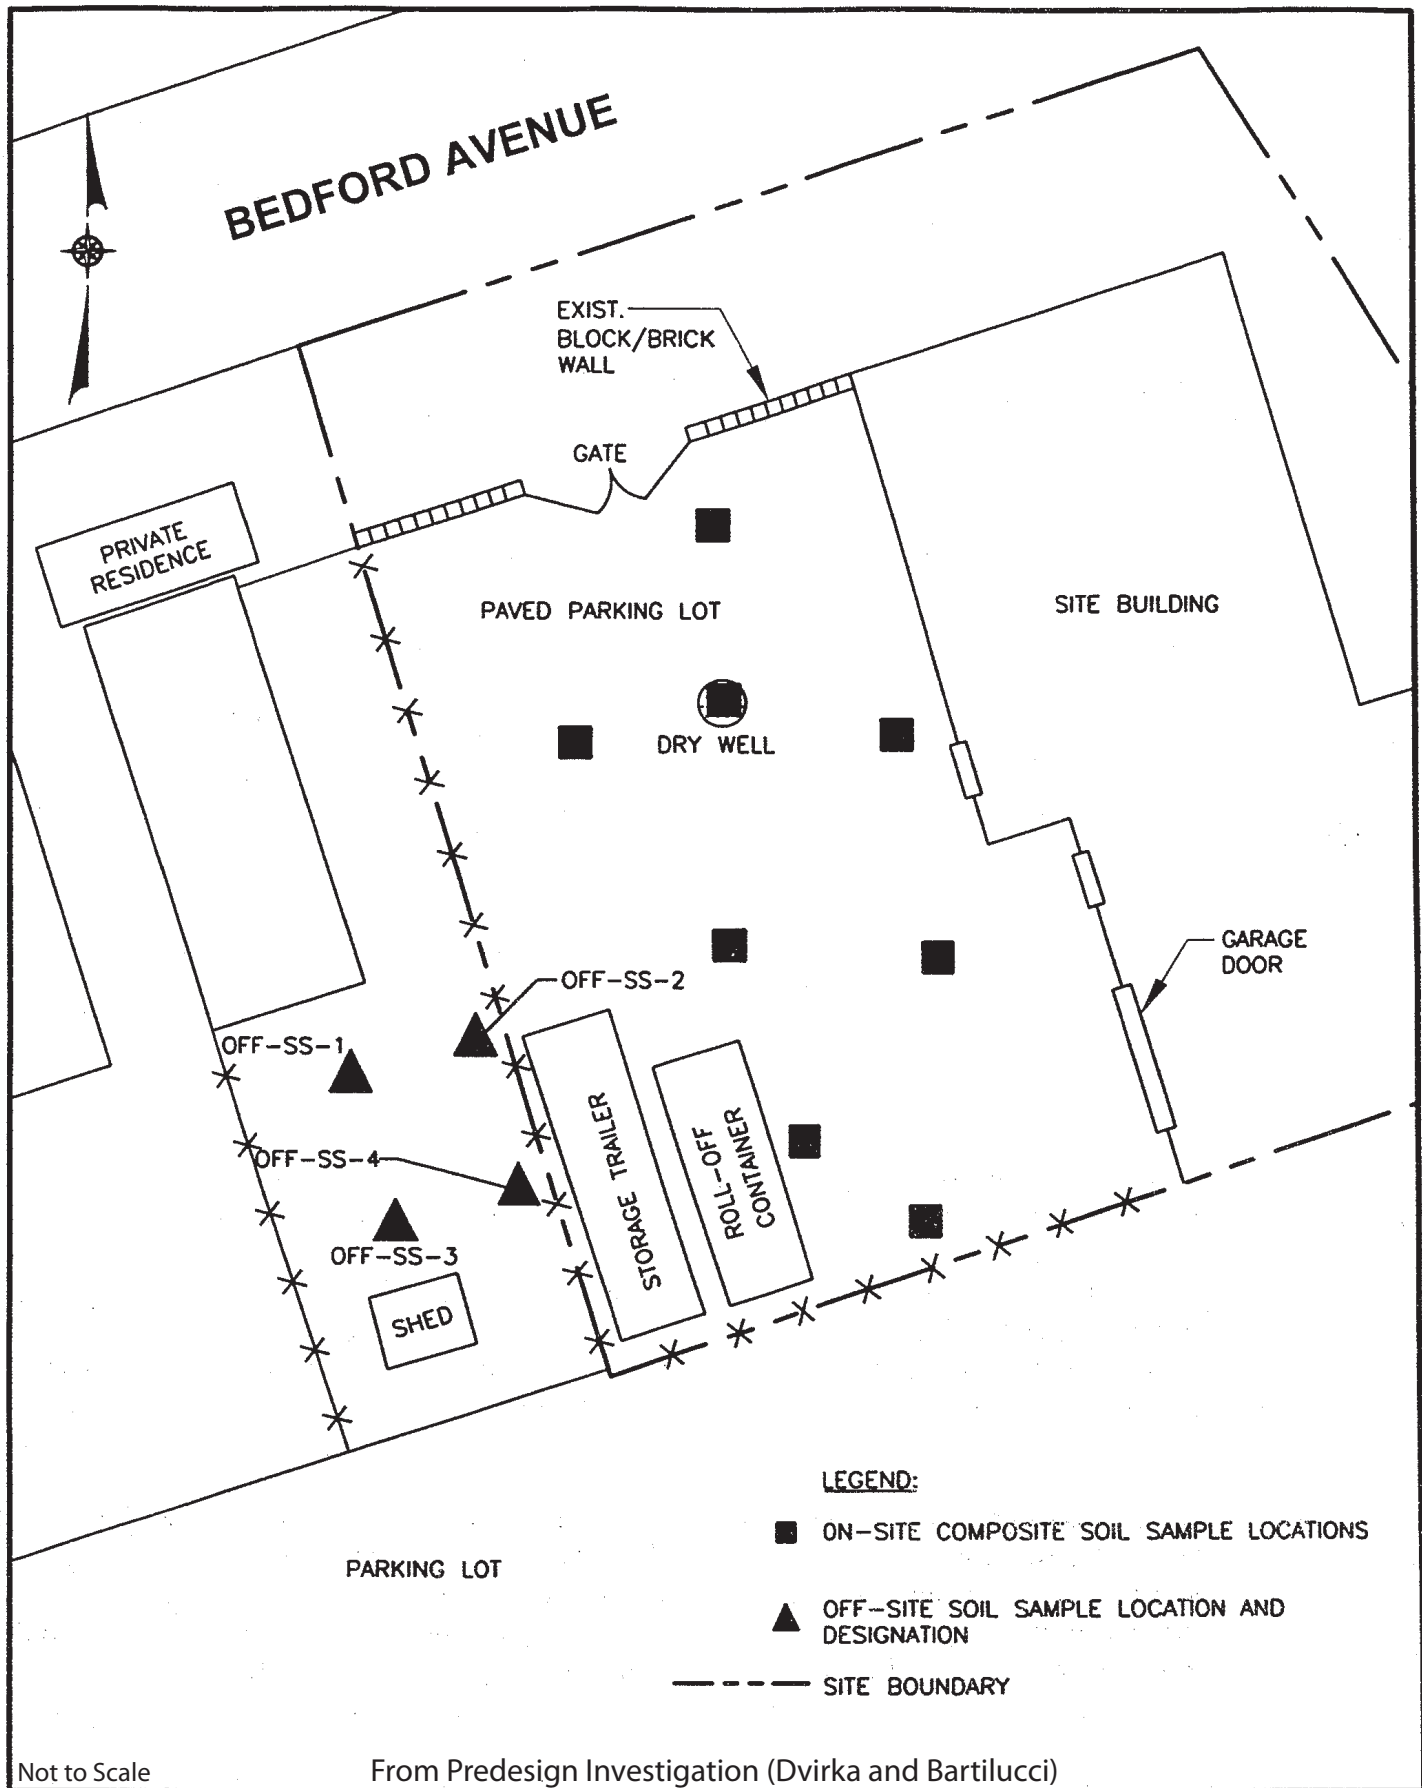 BEDFORD AVENUE
EXIST.
BLOCK/BRICK
WALL
GATE
PRIVATE
RESIDENCE
PAVED PARKING LOT
SITE BUILDING
DRY WELL
GARAGE
DOOR
OFF-SS-2
OFF-SS-1
OFF-SS-4
OFF-SS-3
STORAGE TRAILER
ROLL-OFF
CONTAINER
SHED
LEGEND:
ON-SITE COMPOSITE SOIL SAMPLE LOCATIONS
PARKING LOT
OFF-SITE SOIL SAMPLE LOCATION AND
DESIGNATION
SITE BOUNDARY
Not to Scale
From Predesign Investigation (Dvirka and Bartilucci)